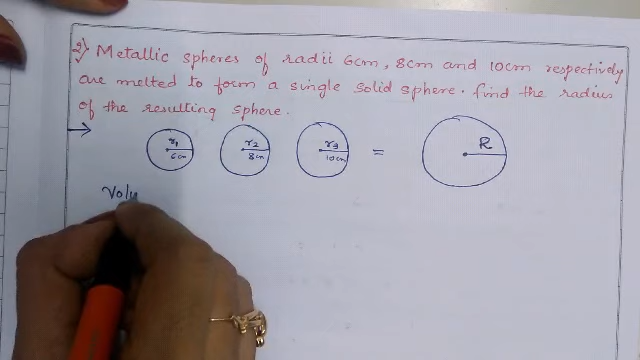 2) Metallic spheres of radii 6cm, 8cm and 10cm respectively
are melted to form a single solid sphere. find the radius
of the resulting sphere.
→ r₁ 6cm r₂ 8cm r₃ 10cm = R
Volu